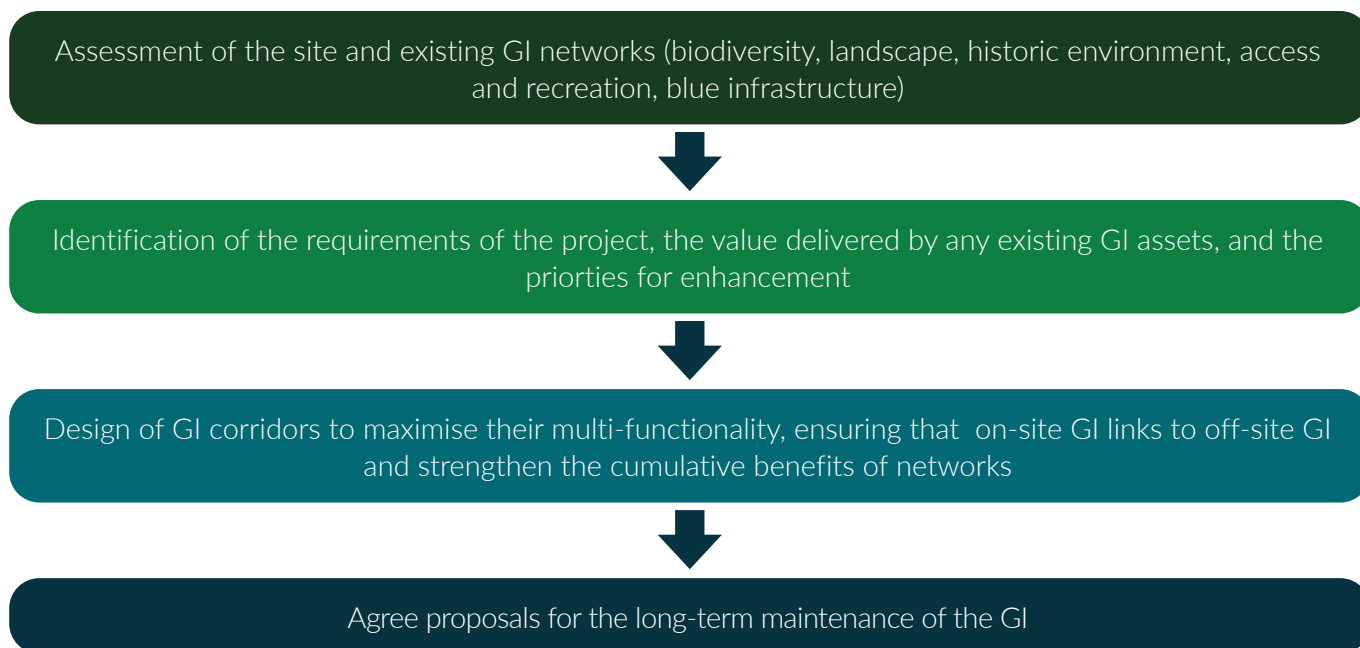 Assessment of the site and existing GI networks (biodiversity, landscape, historic environment, access
and recreation, blue infrastructure)
Identification of the requirements of the project, the value delivered by any existing GI assets, and the
priorties for enhancement
Design of GI corridors to maximise their multi-functionality, ensuring that  on-site GI links to off-site GI
and strengthen the cumulative benefits of networks
Agree proposals for the long-term maintenance of the GI